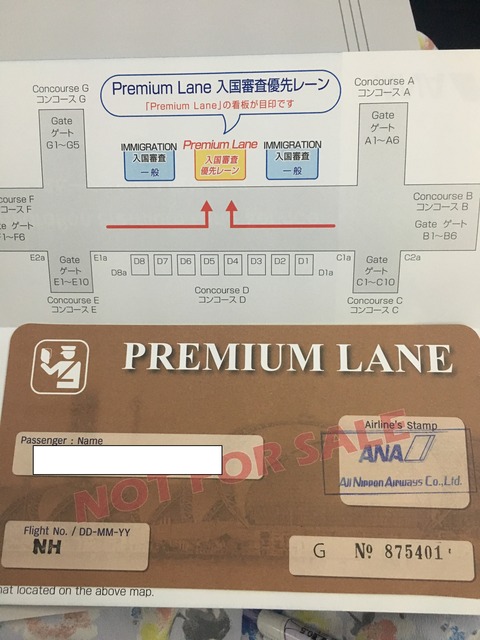 Premium Lane 入国審査優先レーン
「Premium Lane」の看板が目印です
Concourse G
コンコース G
Gate
ゲート
G1〜G5
Concourse A
コンコース A
Gate
ゲート
A1〜A6
IMMIGRATION
入国審査
一般
Premium Lane
入国審査
優先レーン
IMMIGRATION
入国審査
一般
F
コース F
ゲート
F1〜F6
Concourse B
コンコース B
Gate
ゲート
B1〜B6
E2a
E1a
D8a
D8 D7 D6 D5 D4 D3 D2 D1
D1a
C1a
C2a
Gate
ゲート
E1〜E10
Concourse E
コンコース E
Concourse D
コンコース D
Gate
ゲート
C1〜C10
Concourse C
コンコース C
PREMIUM LANE
Passenger : Name
Airline's Stamp
ANA
All Nippon Airways Co.,Ltd.
NOT FOR SALE
Flight No. / DD-MM-YY
NH
G № 875401
hat located on the above map.